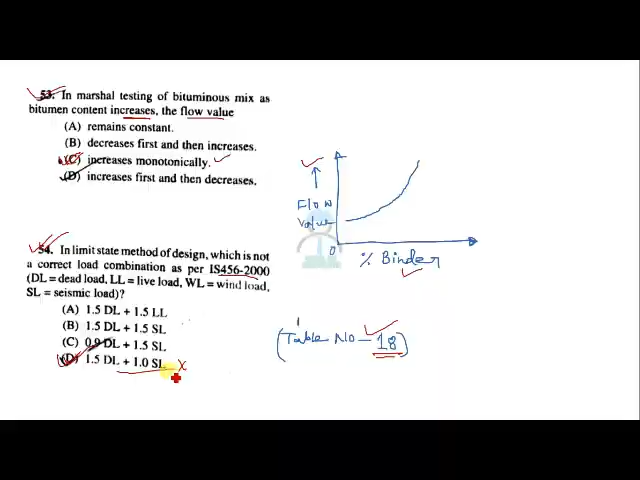 53. In marshal testing of bituminous mix as
bitumen content increases, the flow value
(A) remains constant.
(B) decreases first and then increases.
(C) increases monotonically.
(D) increases first and then decreases.
Flow
Value
0
% Binder
54. In limit state method of design, which is not
a correct load combination as per IS456-2000
(DL = dead load, LL = live load, WL = wind load,
SL = seismic load)?
(A) 1.5 DL + 1.5 LL
(B) 1.5 DL + 1.5 SL
(C) 0.9 DL + 1.5 SL
(D) 1.5 DL + 1.0 SL
(Table NO - 18)